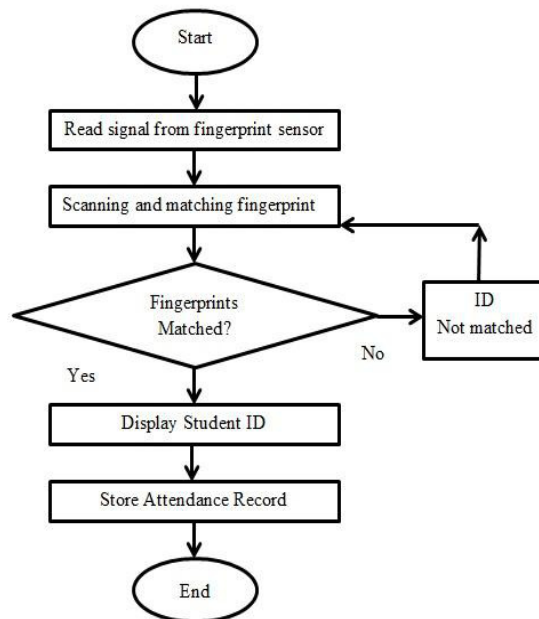 Start
Read signal from fingerprint sensor
Scanning and matching fingerprint
Fingerprints
Matched?
ID
Not matched
No
Yes
Display Student ID
Store Attendance Record
End